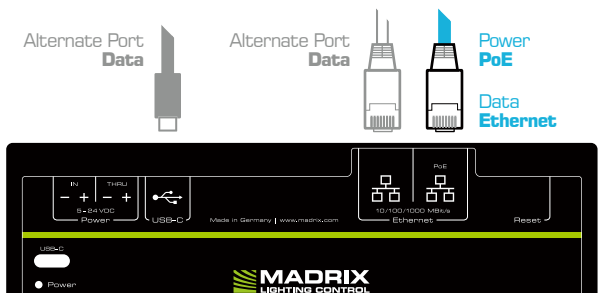 Alternate Port
Data
Alternate Port
Data
Power
PoE
Data
Ethernet
IN
THRU
- +
- +
5-24 VDC
Power
USB-C
Made in Germany | www.madrix.com
PoE
10/100/1000 MBit/s
Ethernet
Reset
USB-C
Power
MADRIX
LIGHTING CONTROL